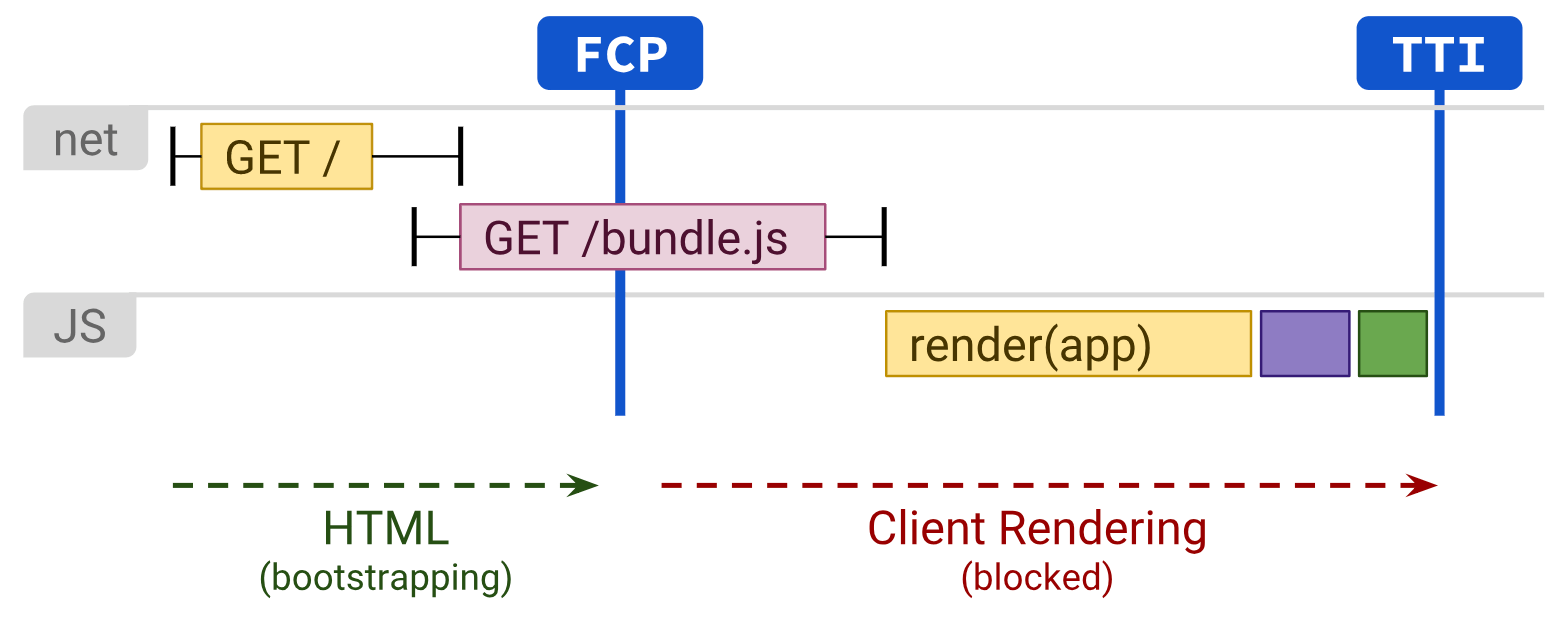 FCP
TTI
net
GET /
GET /bundle.js
JS
render(app)
HTML
(bootstrapping)
Client Rendering
(blocked)